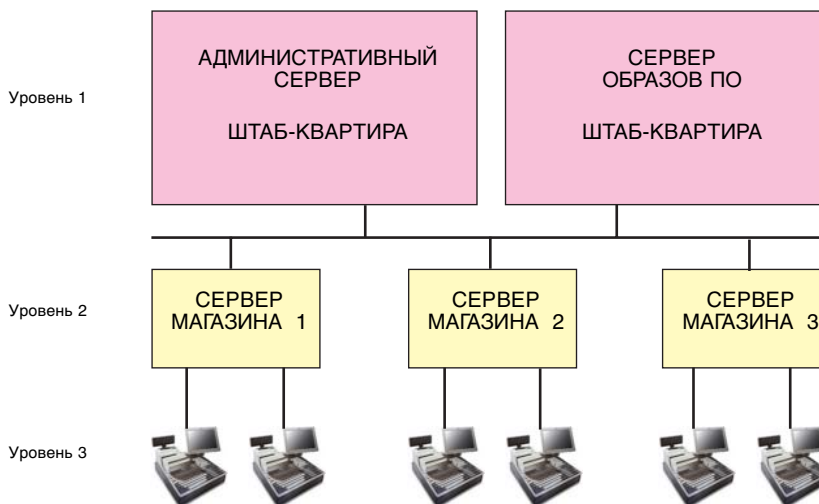 АДМИНИСТРАТИВНЫЙ
СЕРВЕР
ШТАБ-КВАРТИРА
СЕРВЕР
ОБРАЗОВ ПО
ШТАБ-КВАРТИРА
Уровень 1
СЕРВЕР
МАГАЗИНА 1
СЕРВЕР
МАГАЗИНА 2
СЕРВЕР
МАГАЗИНА 3
Уровень 2
Уровень 3